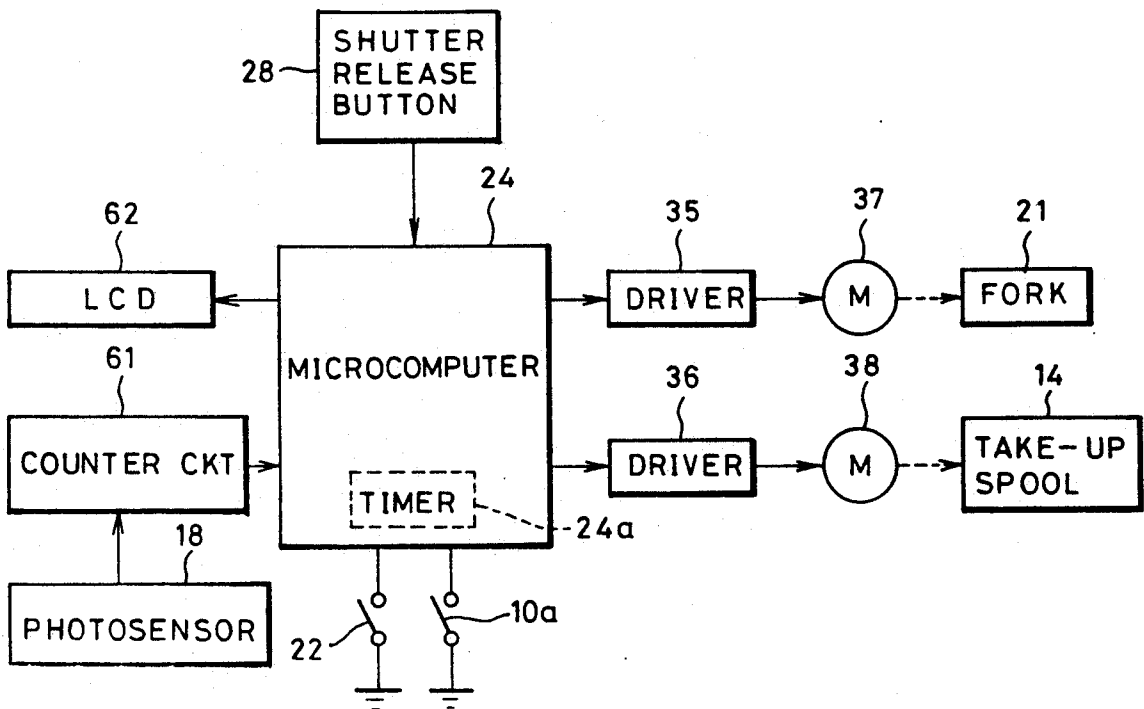 SHUTTER
RELEASE
BUTTON
28
24
62
35
37
21
LCD
DRIVER
M
FORK
MICROCOMPUTER
61
36
38
14
COUNTER CKT
DRIVER
M
TAKE-UP
SPOOL
TIMER
24a
18
PHOTOSENSOR
22
10a